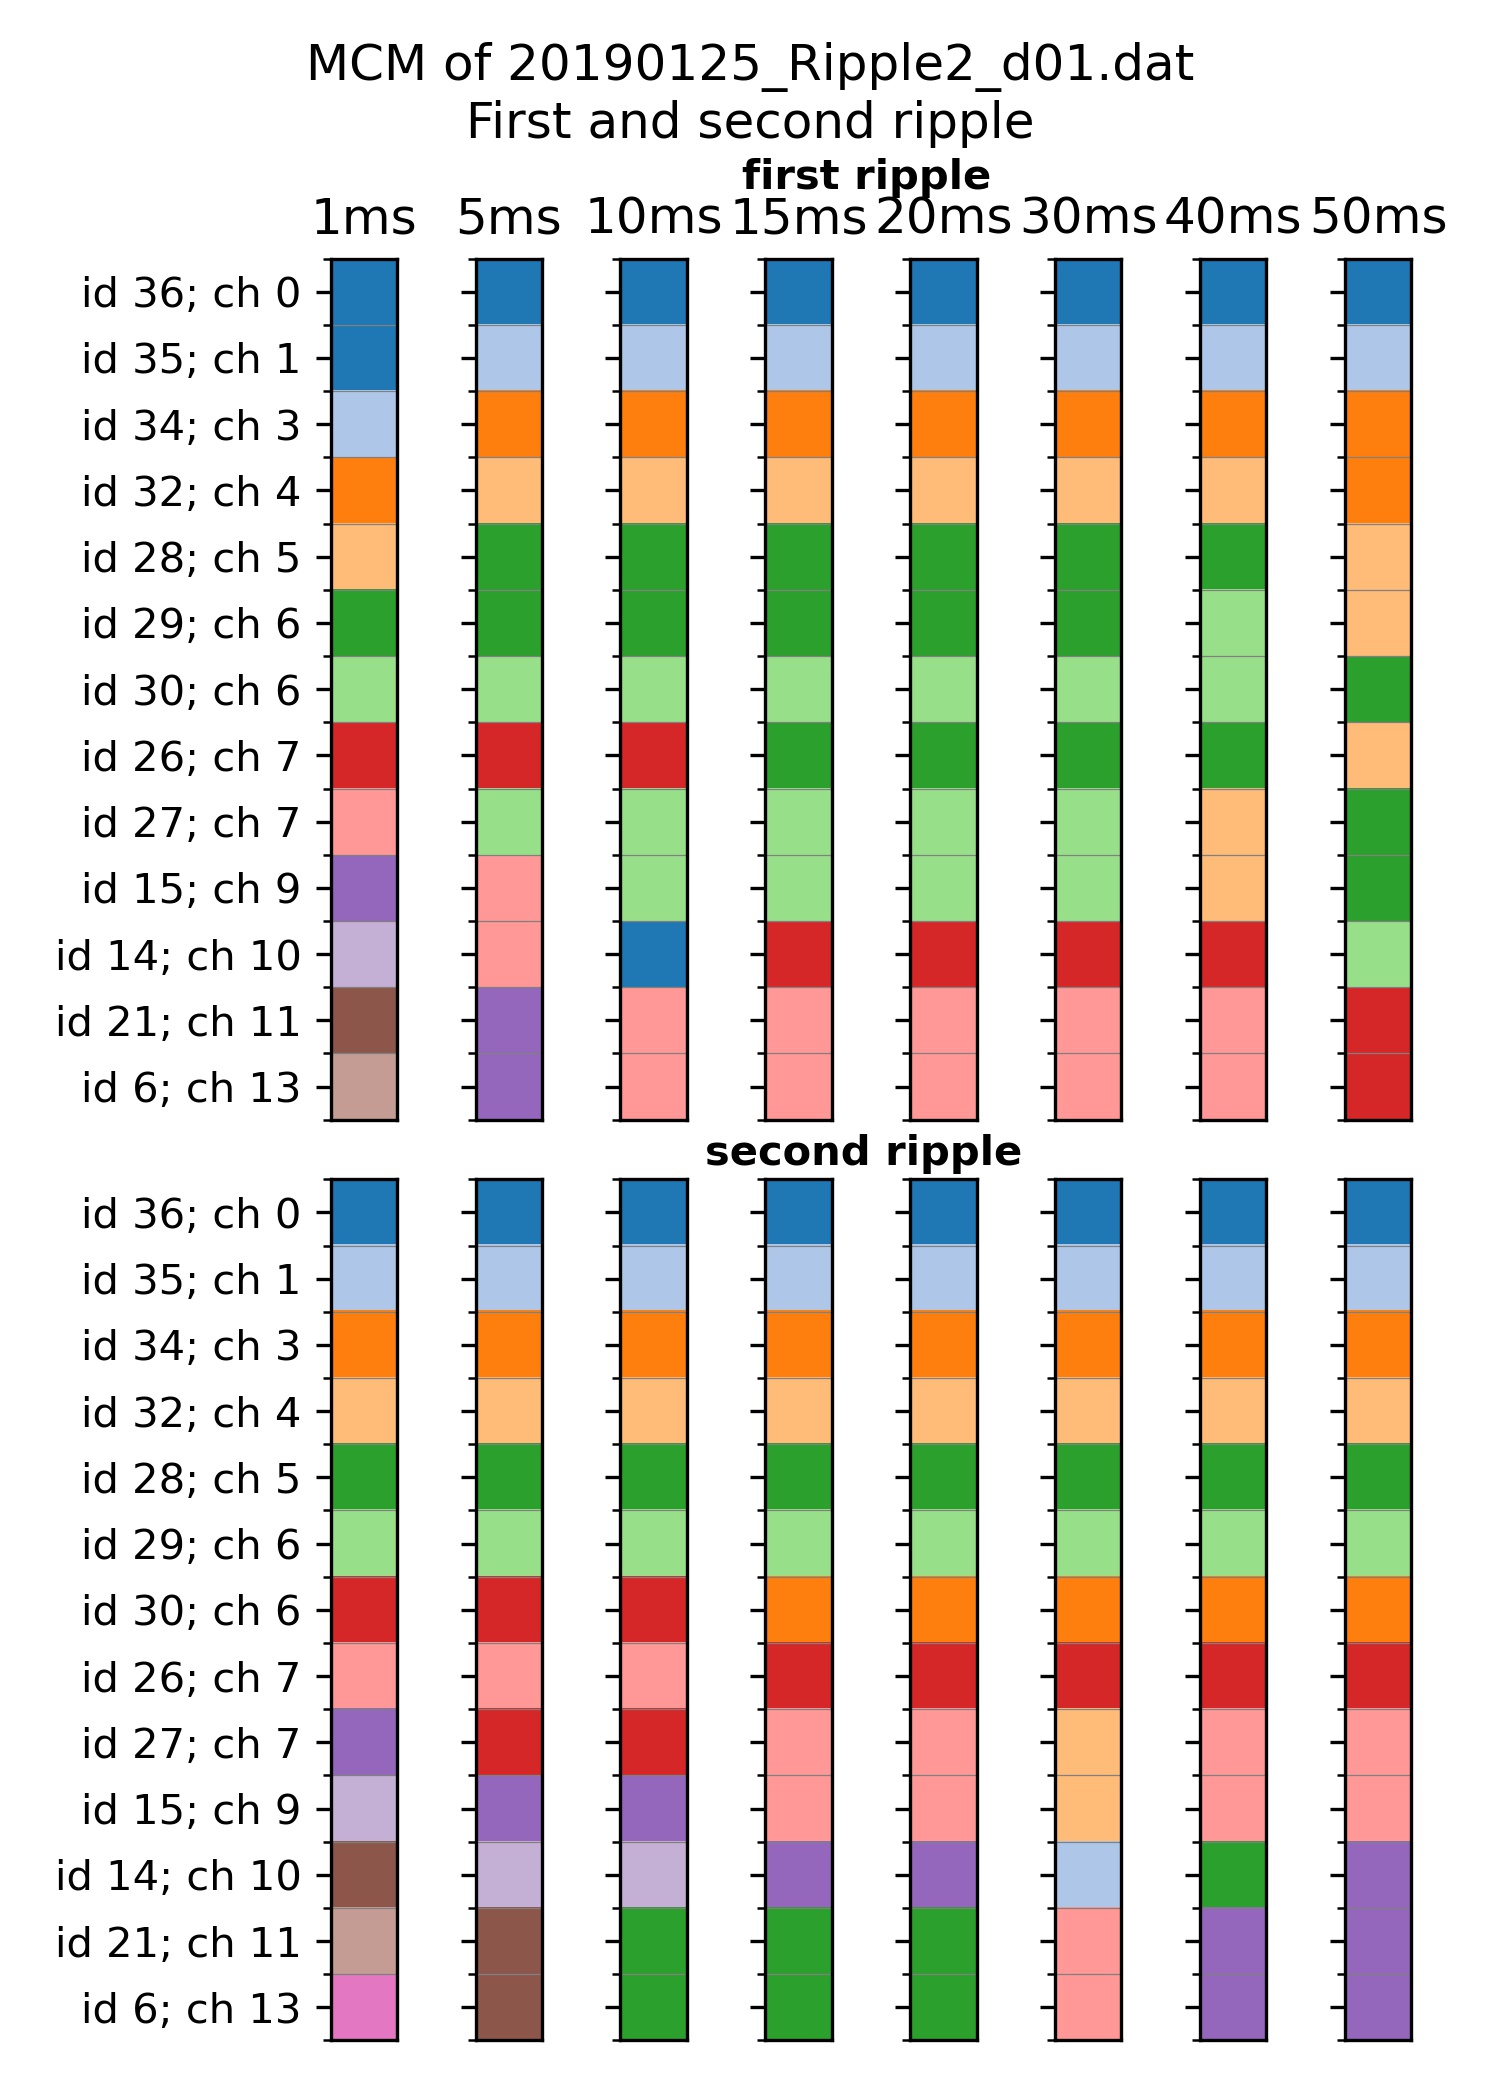 MCM of 20190125_Ripple2_d01.dat
First and second ripple
first ripple
1ms 5ms 10ms 15ms 20ms 30ms 40ms 50ms
id 36; ch 0
id 35; ch 1
id 34; ch 3
id 32; ch 4
id 28; ch 5
id 29; ch 6
id 30; ch 6
id 26; ch 7
id 27; ch 7
id 15; ch 9
id 14; ch 10
id 21; ch 11
id 6; ch 13
second ripple
id 36; ch 0
id 35; ch 1
id 34; ch 3
id 32; ch 4
id 28; ch 5
id 29; ch 6
id 30; ch 6
id 26; ch 7
id 27; ch 7
id 15; ch 9
id 14; ch 10
id 21; ch 11
id 6; ch 13